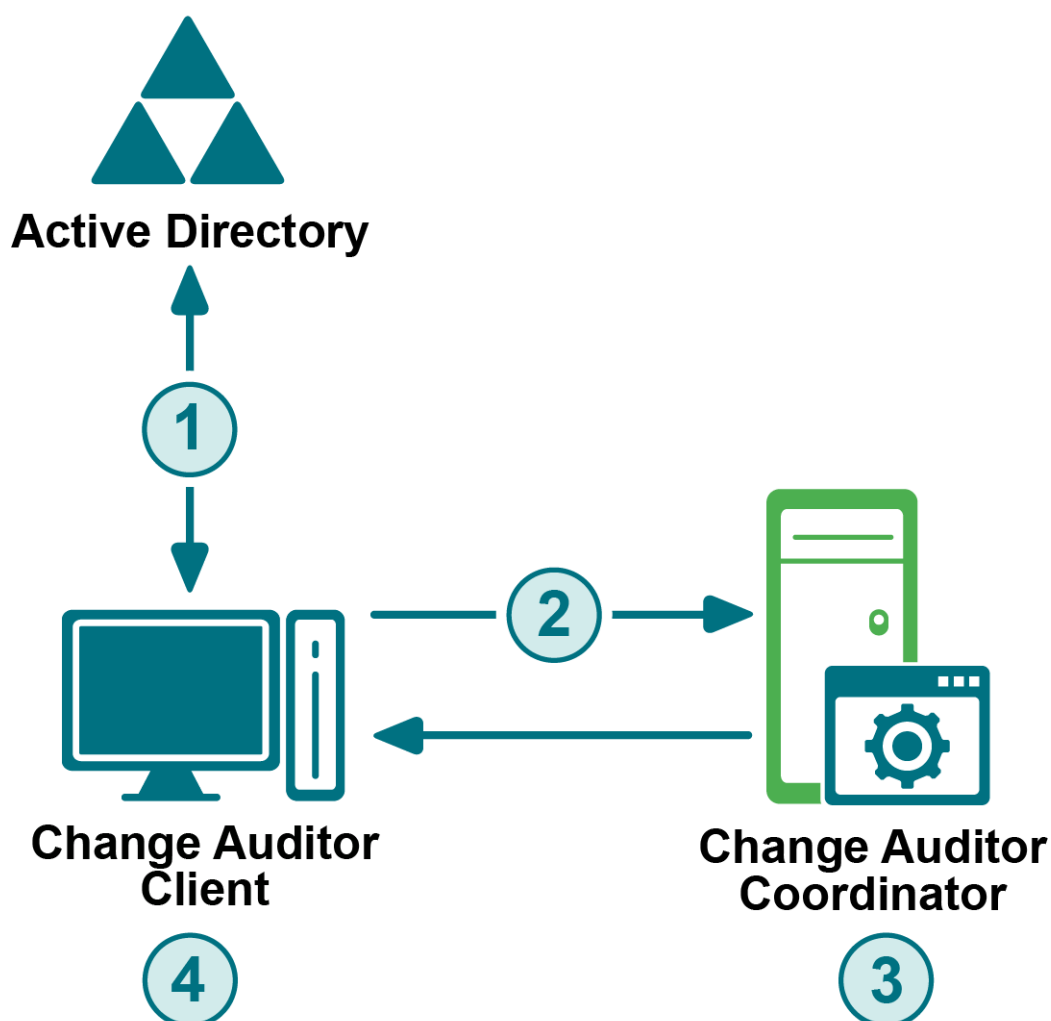 Active Directory
1
2
Change Auditor
Client
Change Auditor
Coordinator
4
3